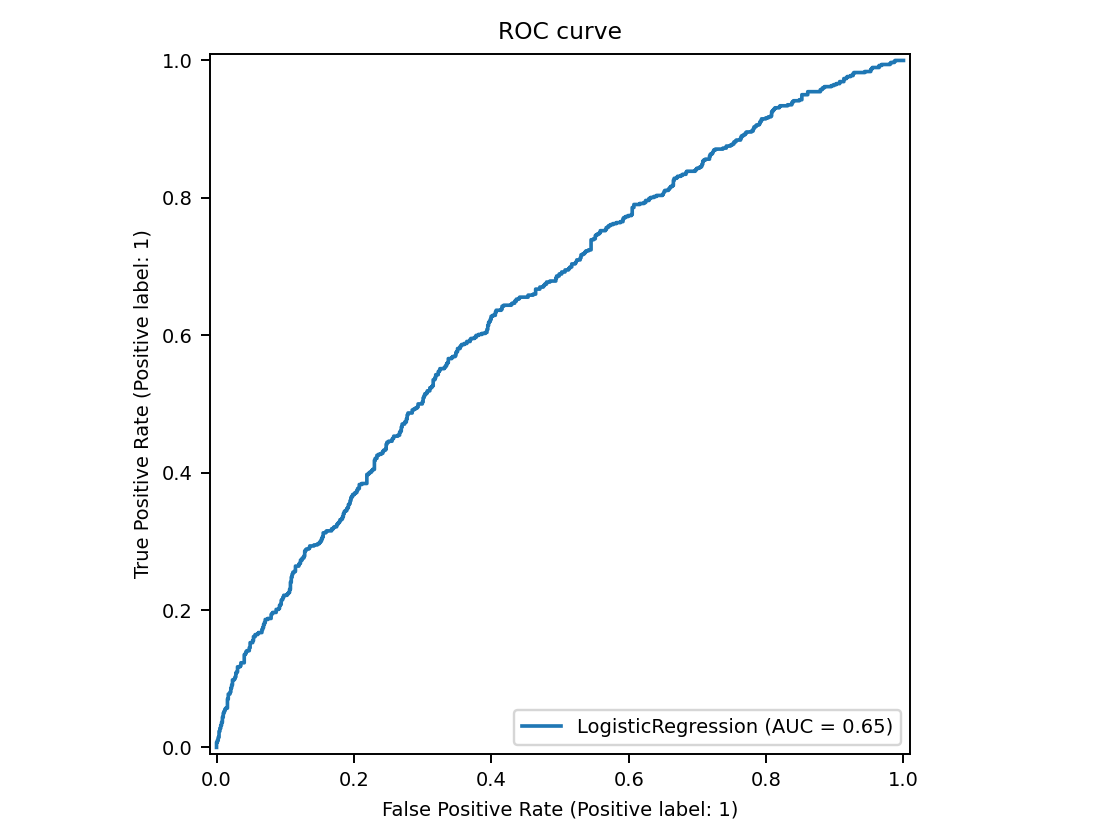 ROC curve
1.0
0.8
0.6
0.4
0.2
0.0
True Positive Rate (Positive label: 1)
LogisticRegression (AUC = 0.65)
0.0 0.2 0.4 0.6 0.8 1.0
False Positive Rate (Positive label: 1)